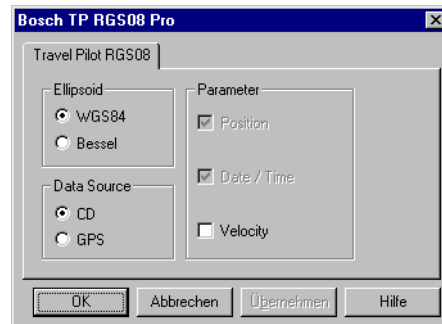 Bosch TP RGS08 Pro
Travel Pilot RGS08
Ellipsoid
WGS84
Bessel
Data Source
CD
GPS
Parameter
Position
Date / Time
Velocity
OK Abbrechen Übernehmen Hilfe